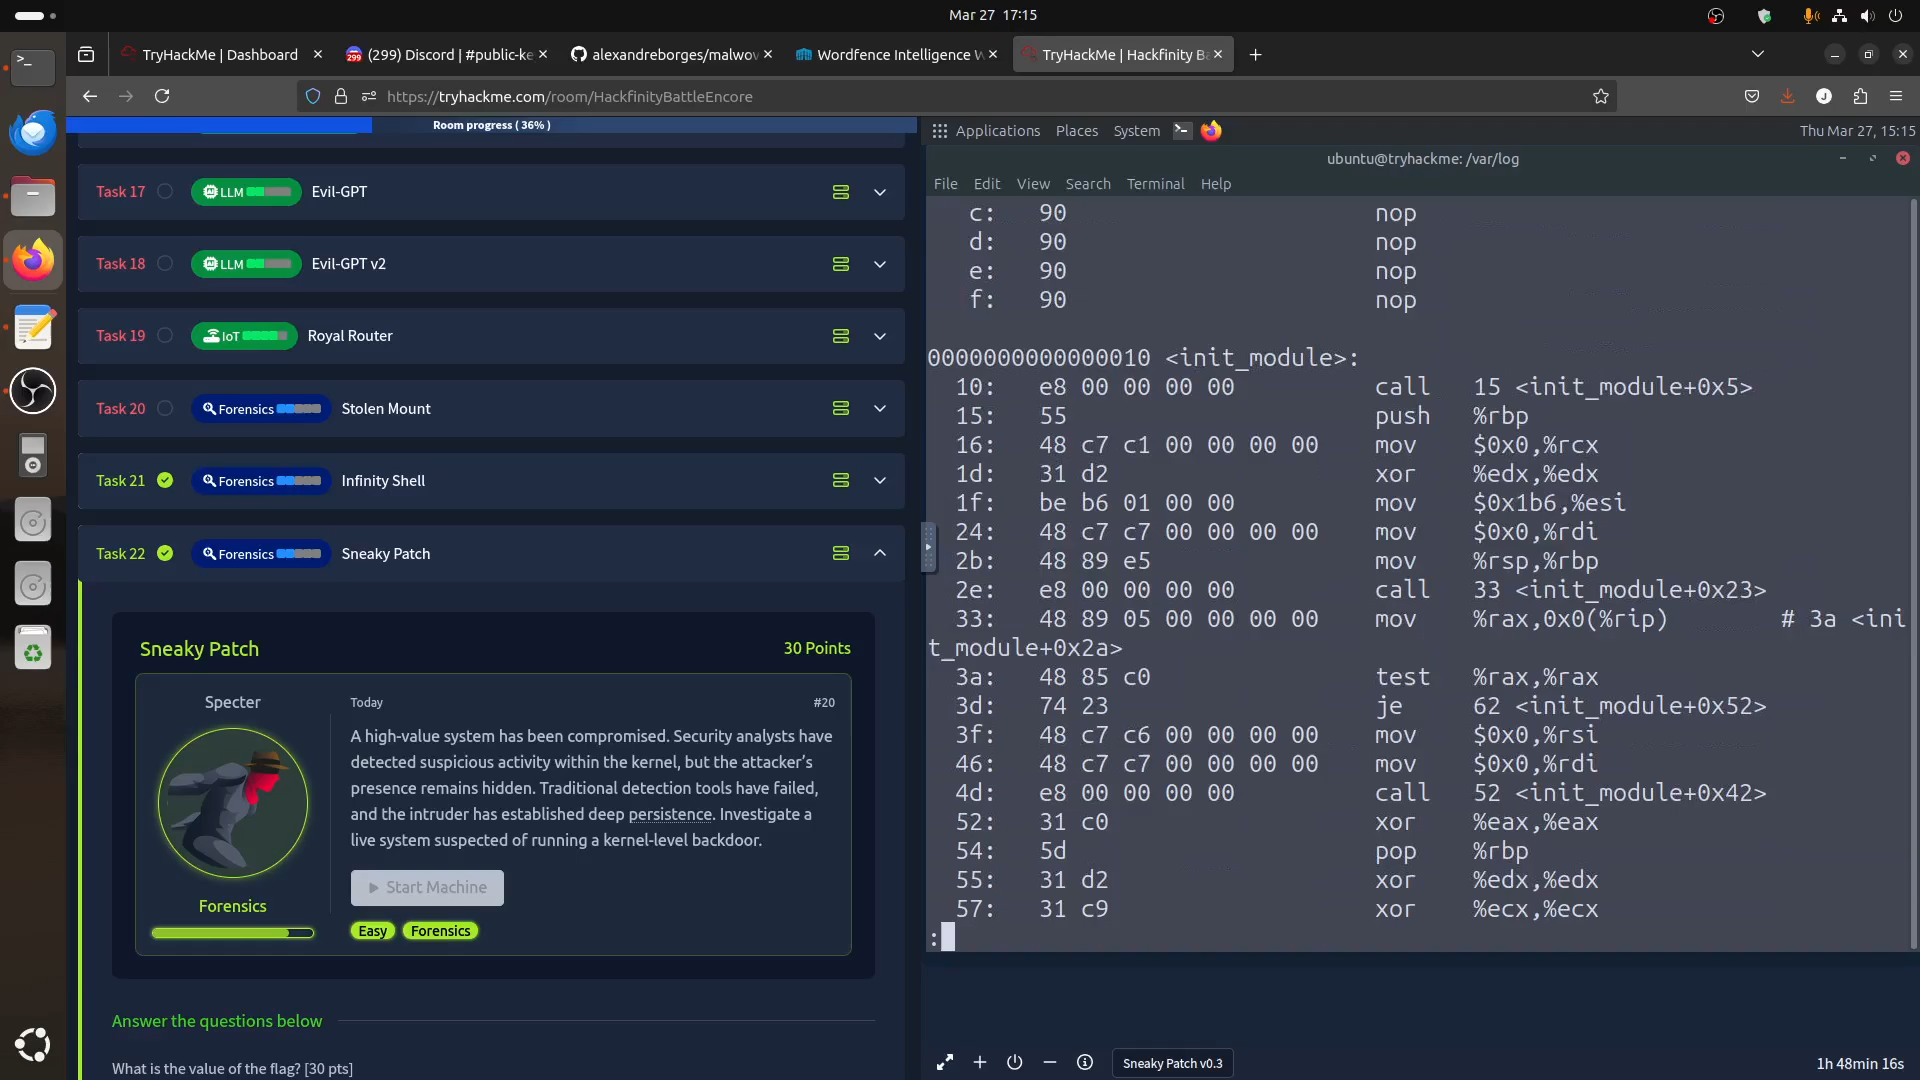 Mar 27 17:15
TryHackMe | Dashboard
(299) Discord | #public-ke
alexandreborges/malwov
Wordfence Intelligence W
TryHackMe | Hackfinity Ba
https://tryhackme.com/room/HackfinityBattleEncore
J
Room progress ( 36% )
Task 17 LLM Evil-GPT
Task 18 LLM Evil-GPT v2
Task 19 IoT Royal Router
Task 20 Forensics Stolen Mount
Task 21 Forensics Infinity Shell
Task 22 Forensics Sneaky Patch
Sneaky Patch 30 Points
Specter
Today #20
A high-value system has been compromised. Security analysts have
detected suspicious activity within the kernel, but the attacker’s
presence remains hidden. Traditional detection tools have failed,
and the intruder has established deep persistence. Investigate a
live system suspected of running a kernel-level backdoor.
Start Machine
Forensics
Easy Forensics
Answer the questions below
What is the value of the flag? [30 pts]
Applications Places System Thu Mar 27, 15:15
ubuntu@tryhackme: /var/log
File Edit View Search Terminal Help
c: 90 nop
d: 90 nop
e: 90 nop
f: 90 nop
0000000000000010 <init_module>:
10: e8 00 00 00 00 call 15 <init_module+0x5>
15: 55 push %rbp
16: 48 c7 c1 00 00 00 00 mov $0x0,%rcx
1d: 31 d2 xor %edx,%edx
1f: be b6 01 00 00 mov $0x1b6,%esi
24: 48 c7 c7 00 00 00 00 mov $0x0,%rdi
2b: 48 89 e5 mov %rsp,%rbp
2e: e8 00 00 00 00 call 33 <init_module+0x23>
33: 48 89 05 00 00 00 00 mov %rax,0x0(%rip) # 3a <ini
t_module+0x2a>
3a: 48 85 c0 test %rax,%rax
3d: 74 23 je 62 <init_module+0x52>
3f: 48 c7 c6 00 00 00 00 mov $0x0,%rsi
46: 48 c7 c7 00 00 00 00 mov $0x0,%rdi
4d: e8 00 00 00 00 call 52 <init_module+0x42>
52: 31 c0 xor %eax,%eax
54: 5d pop %rbp
55: 31 d2 xor %edx,%edx
57: 31 c9 xor %ecx,%ecx
:
Sneaky Patch v0.3
1h 48min 16s